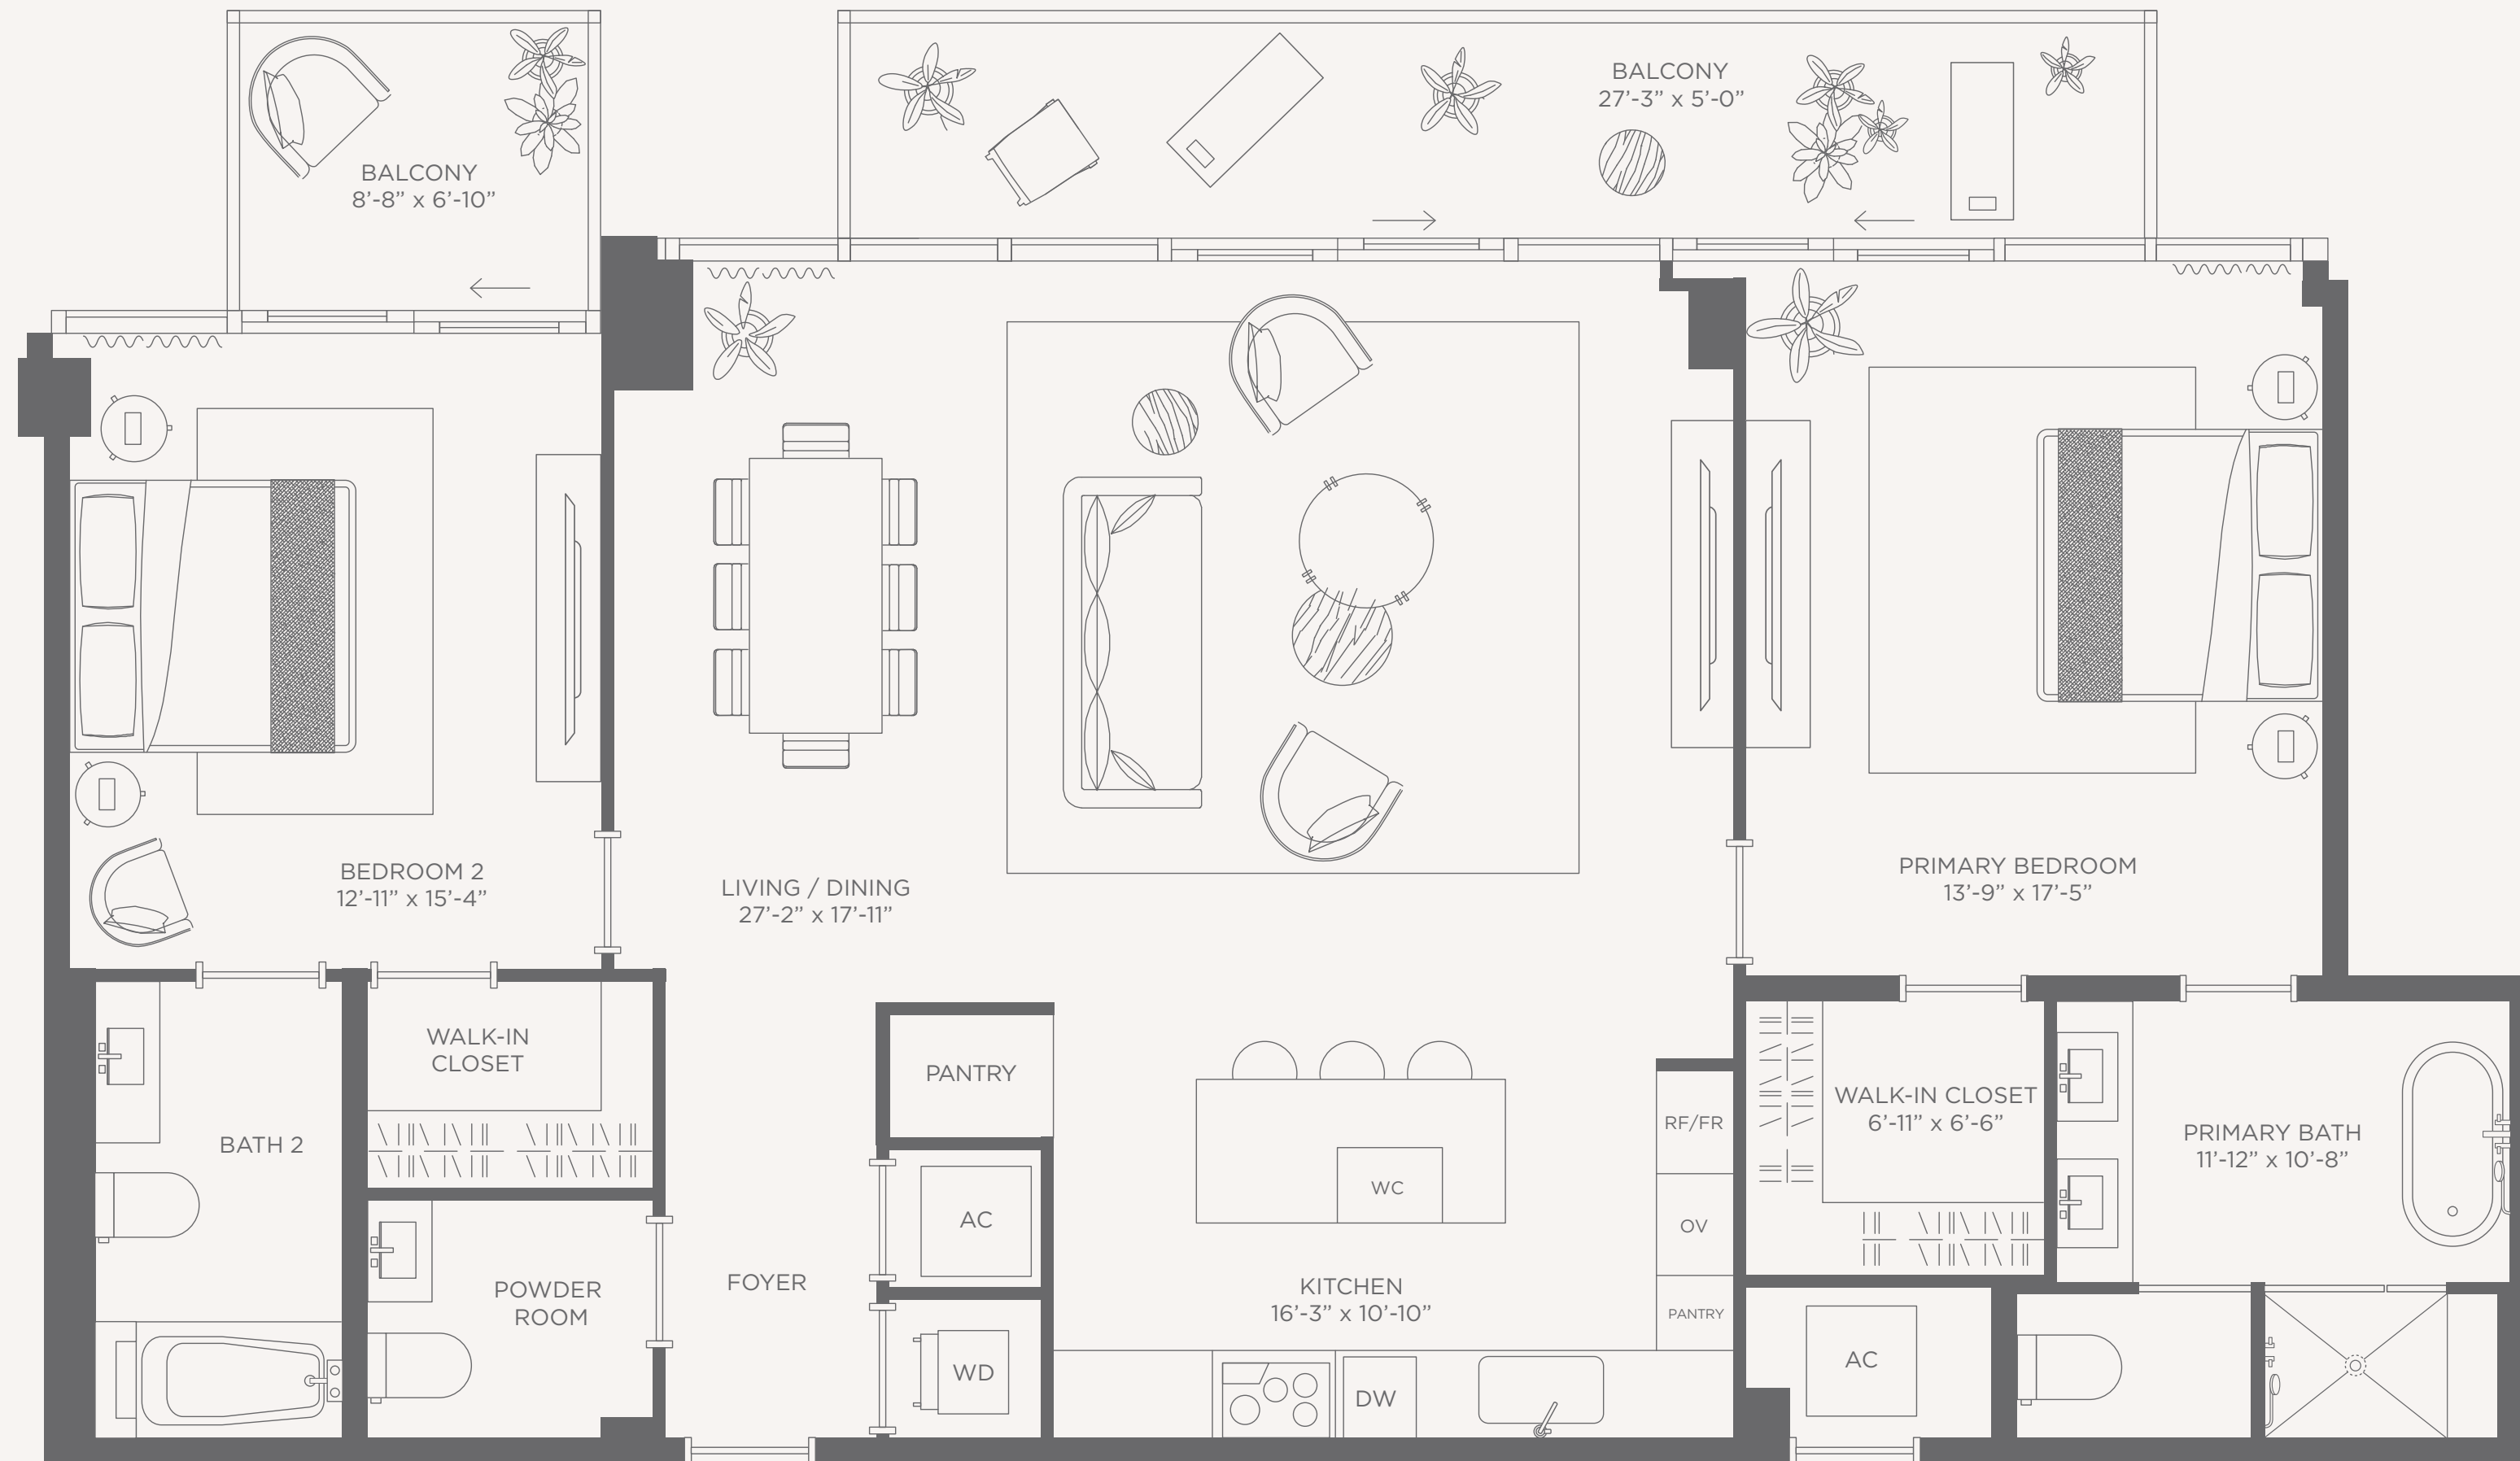 BALCONY
27’-3” x 5’-0”
BALCONY
8’-8” x 6’-10”
BEDROOM 2
12’-11” x 15’-4”
LIVING / DINING
27’-2” x 17’-11”
PRIMARY BEDROOM
13’-9” x 17’-5”
WALK-IN
CLOSET
PANTRY
BATH 2
RF/FR
WALK-IN CLOSET
6’-11” x 6’-6”
PRIMARY BATH
11’-12” x 10’-8”
WC
AC
OV
POWDER
ROOM
FOYER
KITCHEN
16’-3” x 10’-10”
PANTRY
WD
DW
AC